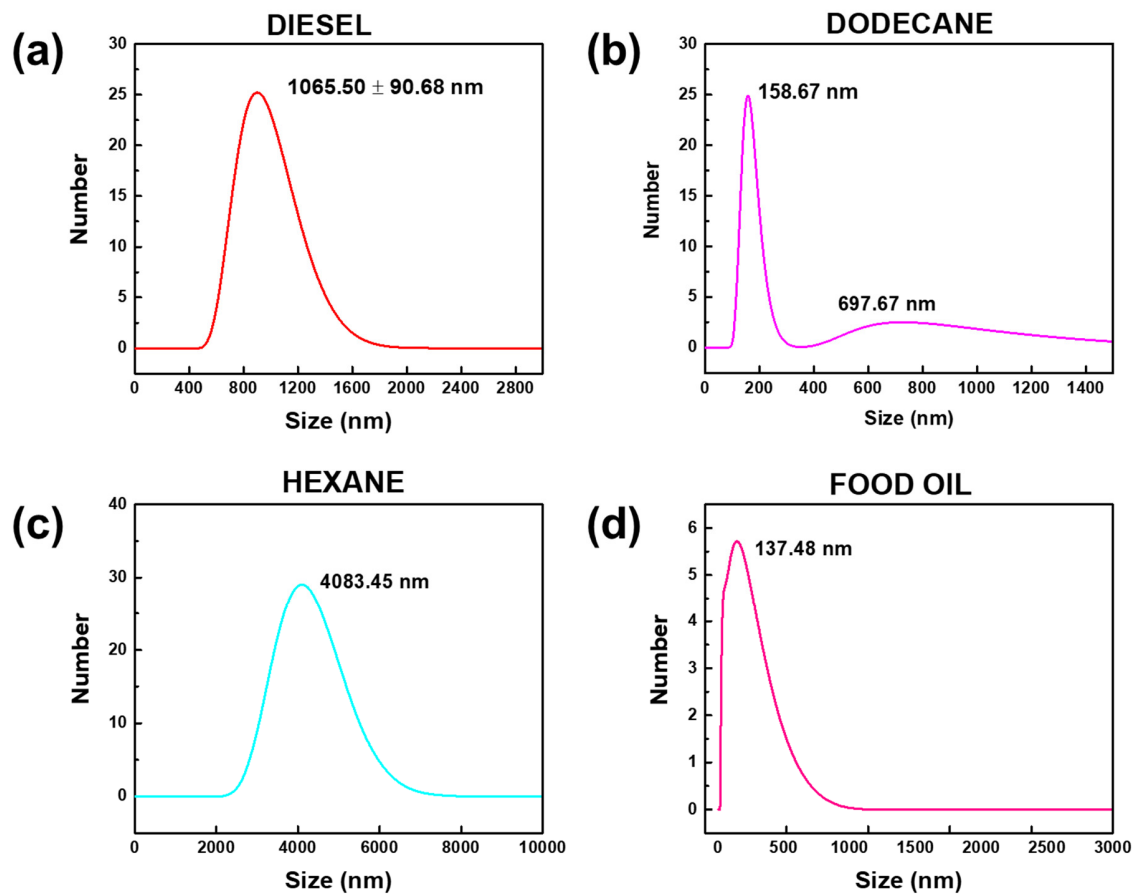 (a)
DIESEL
1065.50 ± 90.68 nm
Number
30
25
20
15
10
5
0
0 400 800 1200 1600 2000 2400 2800
Size (nm)
(b)
DODECANE
158.67 nm
697.67 nm
Number
30
25
20
15
10
5
0
0 200 400 600 800 1000 1200 1400
Size (nm)
(c)
HEXANE
4083.45 nm
Number
40
30
20
10
0
0 2000 4000 6000 8000 10000
Size (nm)
(d)
FOOD OIL
137.48 nm
Number
6
5
4
3
2
1
0
0 500 1000 1500 2000 2500 3000
Size (nm)